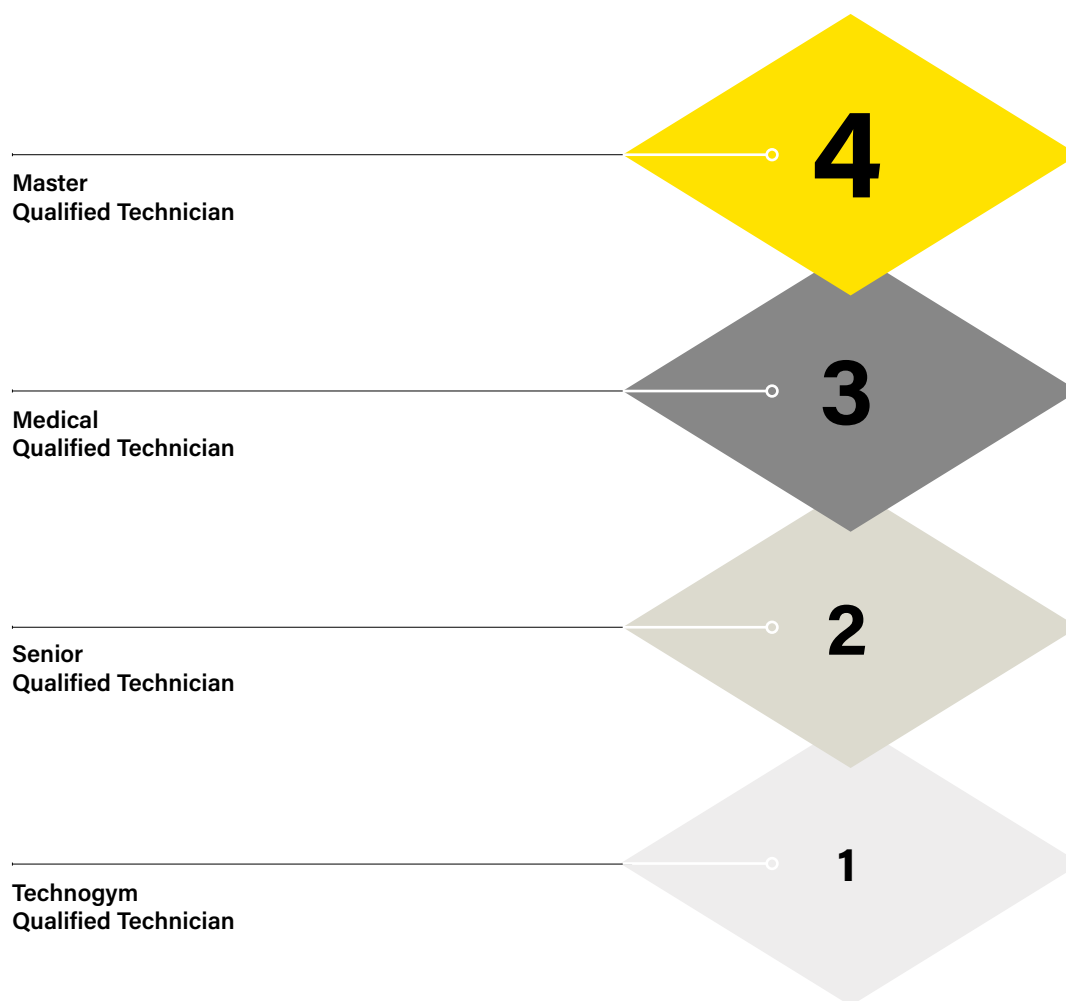 4
Master
Qualified Technician
3
Medical
Qualified Technician
2
Senior
Qualified Technician
1
Technogym
Qualified Technician